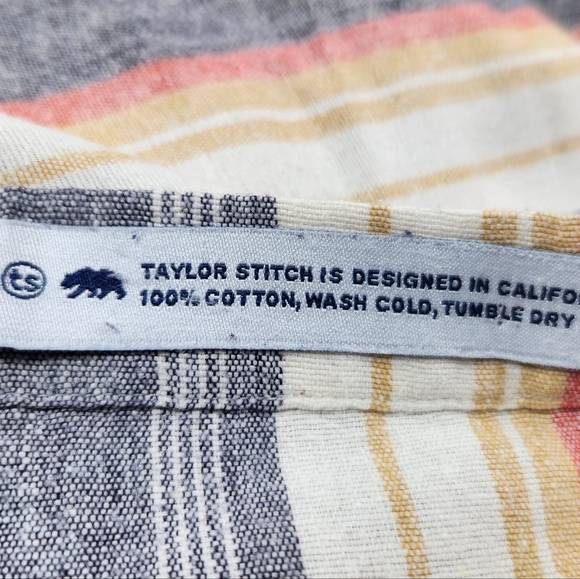 ts
TAYLOR STITCH IS DESIGNED IN CALIFO
100% COTTON, WASH COLD, TUMBLE DRY